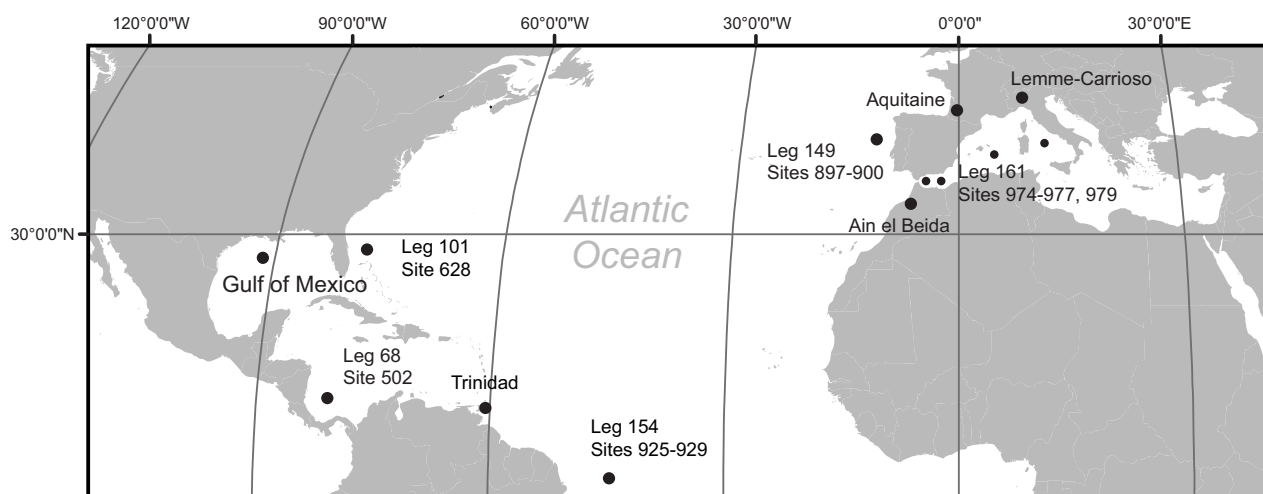 120°0'0"W
90°0'0"W
60°0'0"W
30°0'0"W
0°0'0"
30°0'0"E
Lemme-Carrioso
Aquitaine
Leg 149
Sites 897-900
Leg 161
Sites 974-977, 979
Atlantic
Ocean
Ain el Beida
30°0'0"N
Leg 101
Site 628
Gulf of Mexico
Leg 68
Site 502
Trinidad
Leg 154
Sites 925-929